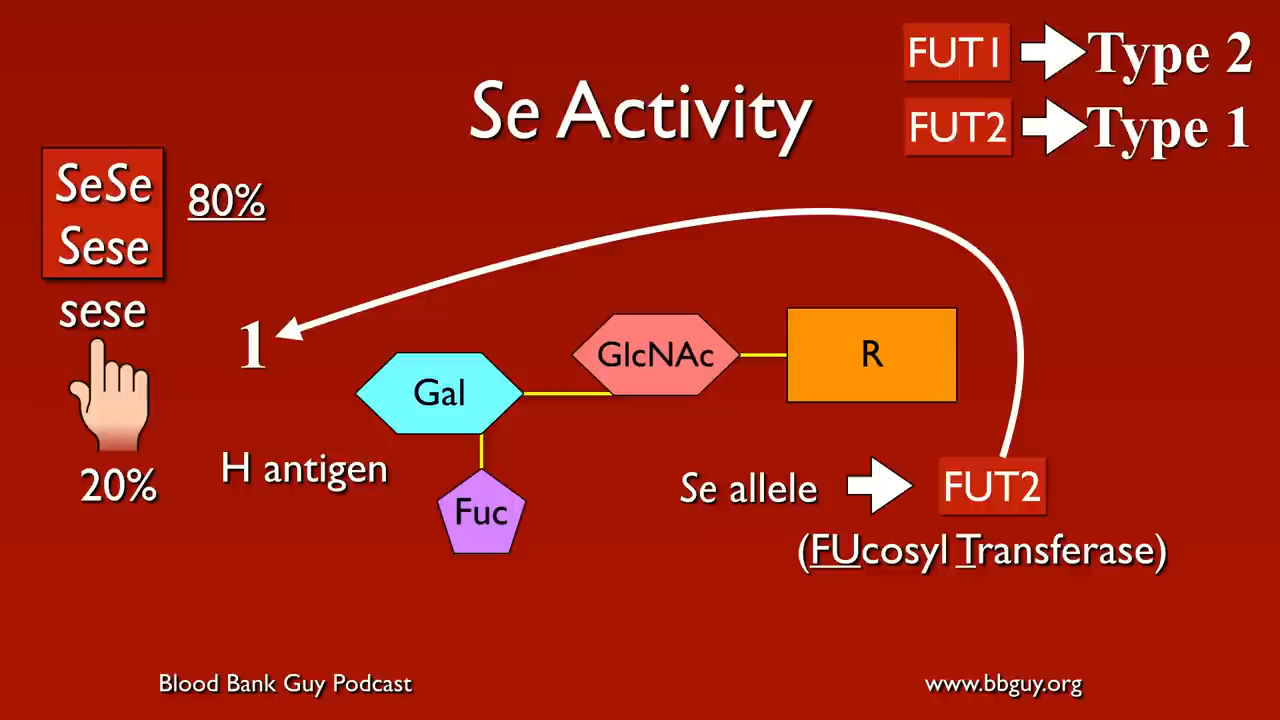 FUT1 Type 2
Se Activity
FUT2 Type 1
SeSe
80%
Sese
sese
1
GlcNAc
R
Gal
H antigen
Fuc
20%
Se allele
FUT2
(FUcosyl Transferase)
Blood Bank Guy Podcast
www.bbguy.org